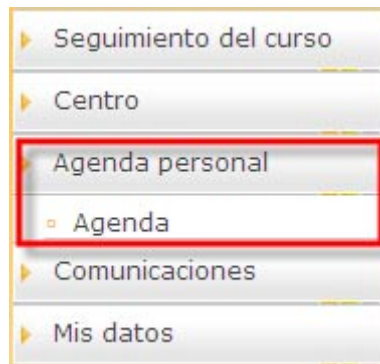 Seguimiento del curso
Centro
Agenda personal
Agenda
Comunicaciones
Mis datos